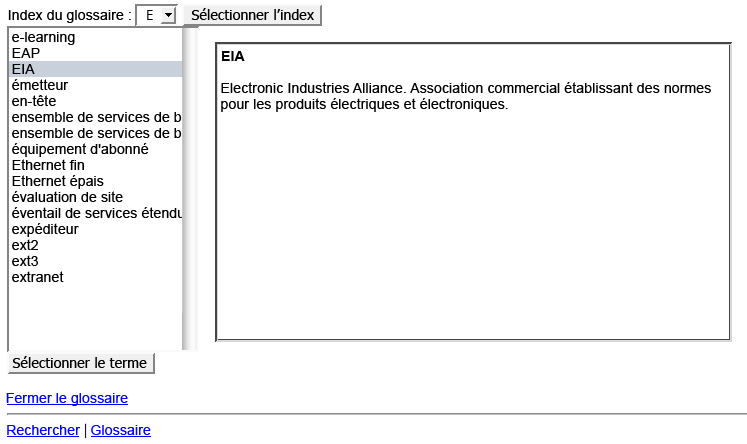 Index du glossaire : E Sélectionner l'index
e-learning
EAP
EIA
émetteur
en-tête
ensemble de services de b
ensemble de services de b
équipement d'abonné
Ethernet fin
Ethernet épais
évaluation de site
éventail de services étendu
expéditeur
ext2
ext3
extranet
Sélectionner le terme
EIA
Electronic Industries Alliance. Association commercial établissant des normes
pour les produits électriques et électroniques.
Fermer le glossaire
Rechercher | Glossaire